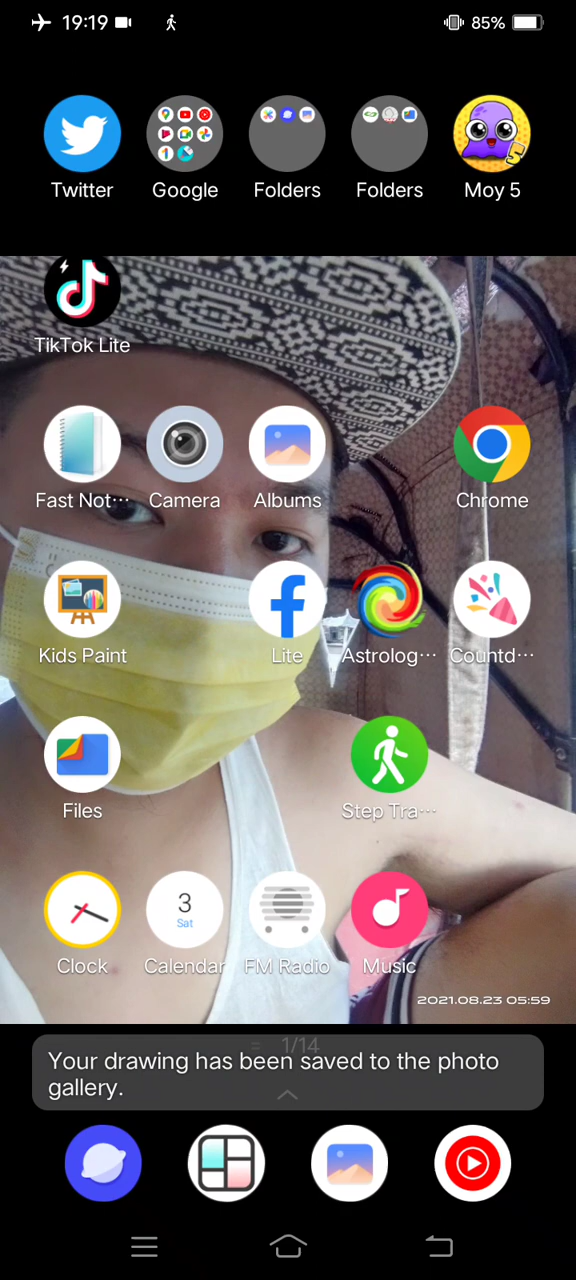 19:19 85%
Twitter Google Folders Folders Moy 5
TikTok Lite
Fast Not··· Camera Albums Chrome
Kids Paint Lite Astrolog··· Countd···
Files Step Tra···
3
Sat
Clock Calendar FM Radio Music
2021.08.23 05:59
1/14
Your drawing has been saved to the photo
gallery.